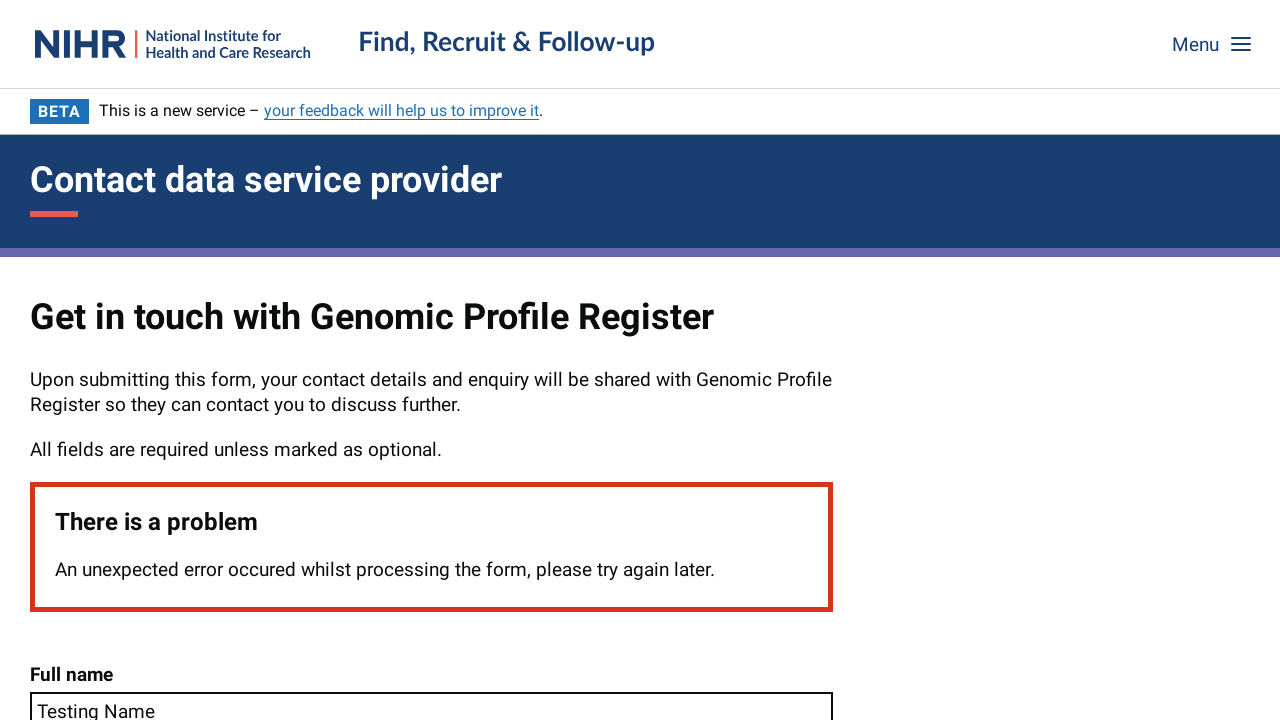 NIHR | National Institute for
Health and Care Research
Find, Recruit & Follow-up
Menu
BETA This is a new service – your feedback will help us to improve it.
Contact data service provider
Get in touch with Genomic Profile Register
Upon submitting this form, your contact details and enquiry will be shared with Genomic Profile
Register so they can contact you to discuss further.
All fields are required unless marked as optional.
There is a problem
An unexpected error occured whilst processing the form, please try again later.
Full name
Testing Name